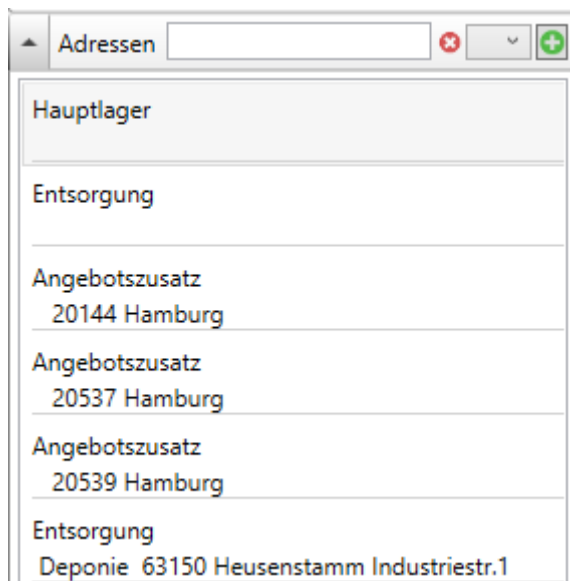 Adressen
Hauptlager
Entsorgung
Angebotszusatz
20144 Hamburg
Angebotszusatz
20537 Hamburg
Angebotszusatz
20539 Hamburg
Entsorgung
Deponie  63150 Heusenstamm Industriestr.1